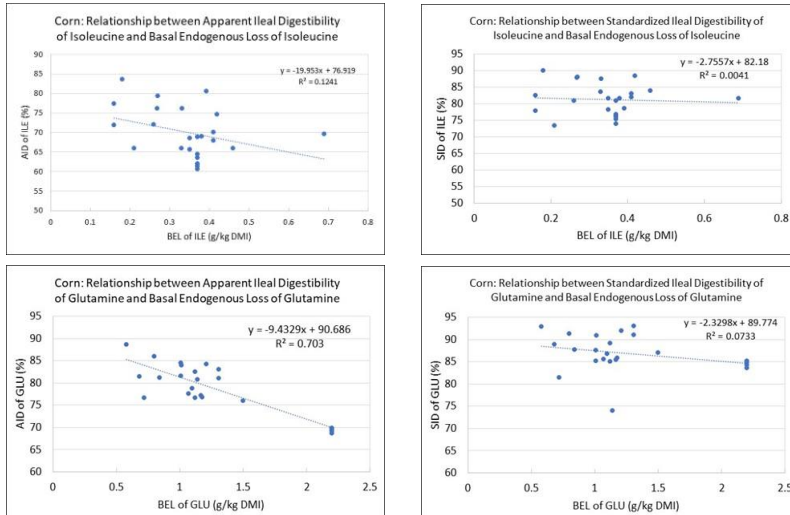 Corn: Relationship between Apparent Ileal Digestibility
of Isoleucine and Basal Endogenous Loss of Isoleucine
y = -19.953x + 76.919
R² = 0.1241
AID of ILE (%)
90
85
80
75
70
65
60
55
50
0
0.1
0.2
0.3
0.4
0.5
0.6
0.7
0.8
BEL of ILE (g/kg DMI)
Corn: Relationship between Standardized Ileal Digestibility of
Isoleucine and Basal Endogenous Loss of Isoleucine
y = -2.7557x + 82.18
R² = 0.0041
SID of ILE (%)
95
90
85
80
75
70
65
60
55
50
0
0.2
0.4
0.6
0.8
BEL of ILE (g/kg DMI)
Corn: Relationship between Apparent Ileal Digestibility
of Glutamine and Basal Endogenous Loss of Glutamine
y = -9.4329x + 90.686
R² = 0.703
AID of GLU (%)
95
90
85
80
75
70
65
60
0
0.5
1
1.5
2
2.5
BEL of GLU (g/kg DMI)
Corn: Relationship between Standardized Ileal Digestibility of
Glutamine and Basal Endogenous Loss of Glutamine
y = -2.3298x + 89.774
R² = 0.0733
SID of GLU (%)
95
90
85
80
75
70
65
60
0
0.5
1
1.5
2
2.5
BEL of GLU (g/kg DMI)